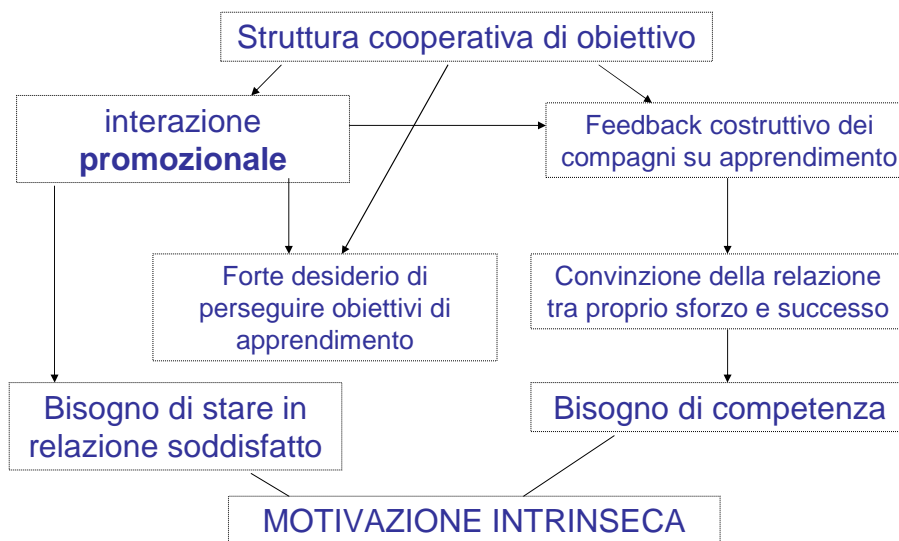 Struttura cooperativa di obiettivo
interazione
promozionale
Feedback costruttivo dei
compagni su apprendimento
Forte desiderio di
perseguire obiettivi di
apprendimento
Convinzione della relazione
tra proprio sforzo e successo
Bisogno di stare in
relazione soddisfatto
Bisogno di competenza
MOTIVAZIONE INTRINSECA